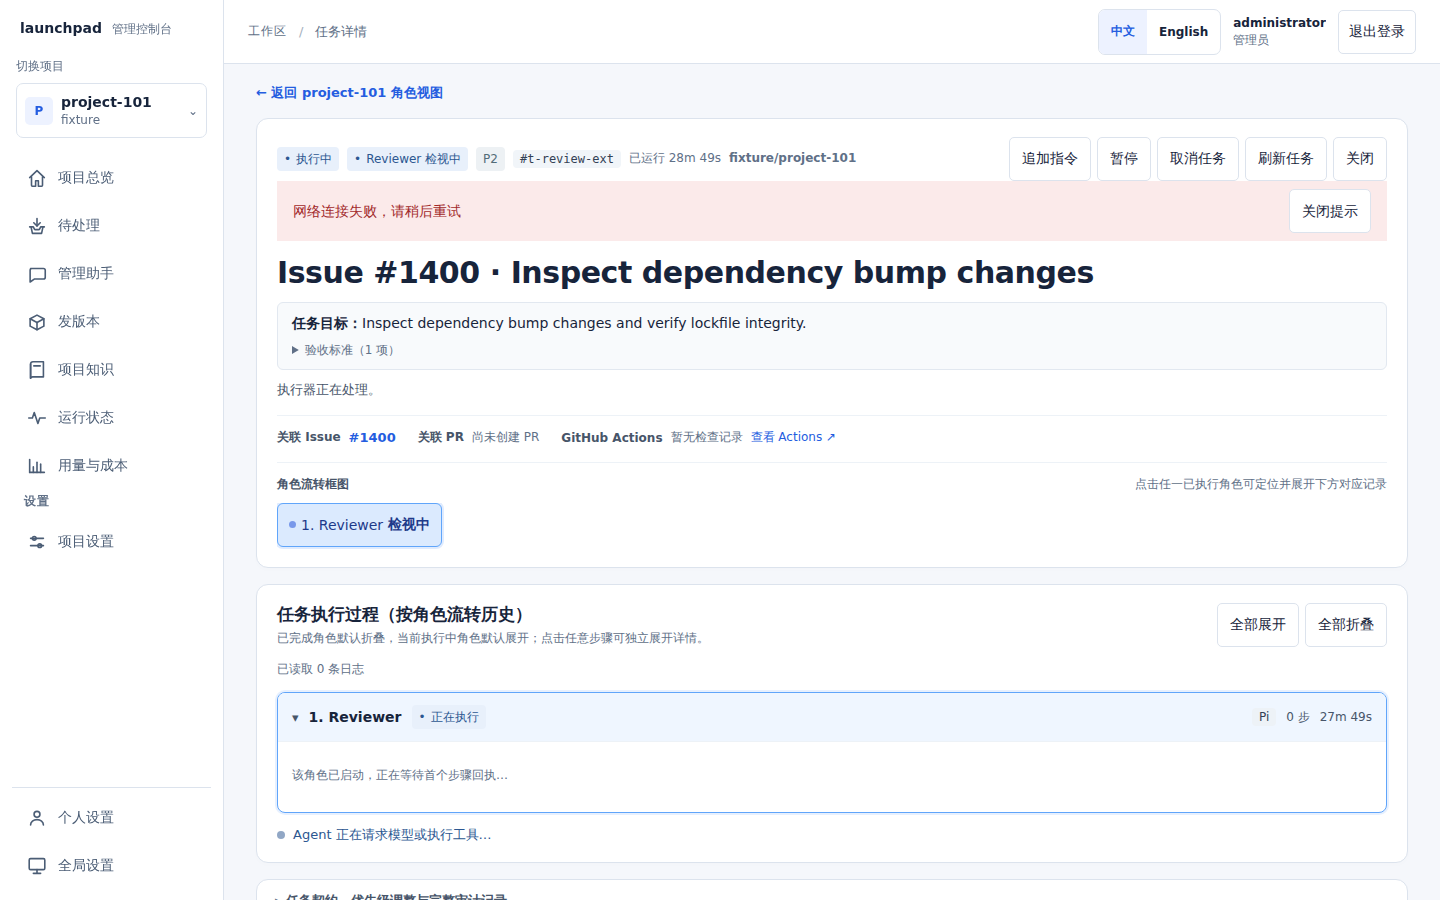 launchpad 管理控制台
切换项目
P
project-101
fixture
项目总览
待处理
管理助手
发版本
项目知识
运行状态
用量与成本
设置
项目设置
个人设置
全局设置
工作区 / 任务详情
中文 English
administrator
管理员
退出登录
← 返回 project-101 角色视图
• 执行中 • Reviewer 检视中 P2 #t-review-ext 已运行 28m 49s fixture/project-101
追加指令 暂停 取消任务 刷新任务 关闭
网络连接失败，请稍后重试 关闭提示
Issue #1400 · Inspect dependency bump changes
任务目标：Inspect dependency bump changes and verify lockfile integrity.
▶ 验收标准（1 项）
执行器正在处理。
关联 Issue #1400 关联 PR 尚未创建 PR GitHub Actions 暂无检查记录 查看 Actions ↗
角色流转框图 点击任一已执行角色可定位并展开下方对应记录
1. Reviewer 检视中
任务执行过程（按角色流转历史）
已完成角色默认折叠，当前执行中角色默认展开；点击任意步骤可独立展开详情。
全部展开 全部折叠
已读取 0 条日志
▾ 1. Reviewer • 正在执行 Pi 0 步 27m 49s
该角色已启动，正在等待首个步骤回执…
Agent 正在请求模型或执行工具…
任务契约、优先级调整与完整审计记录